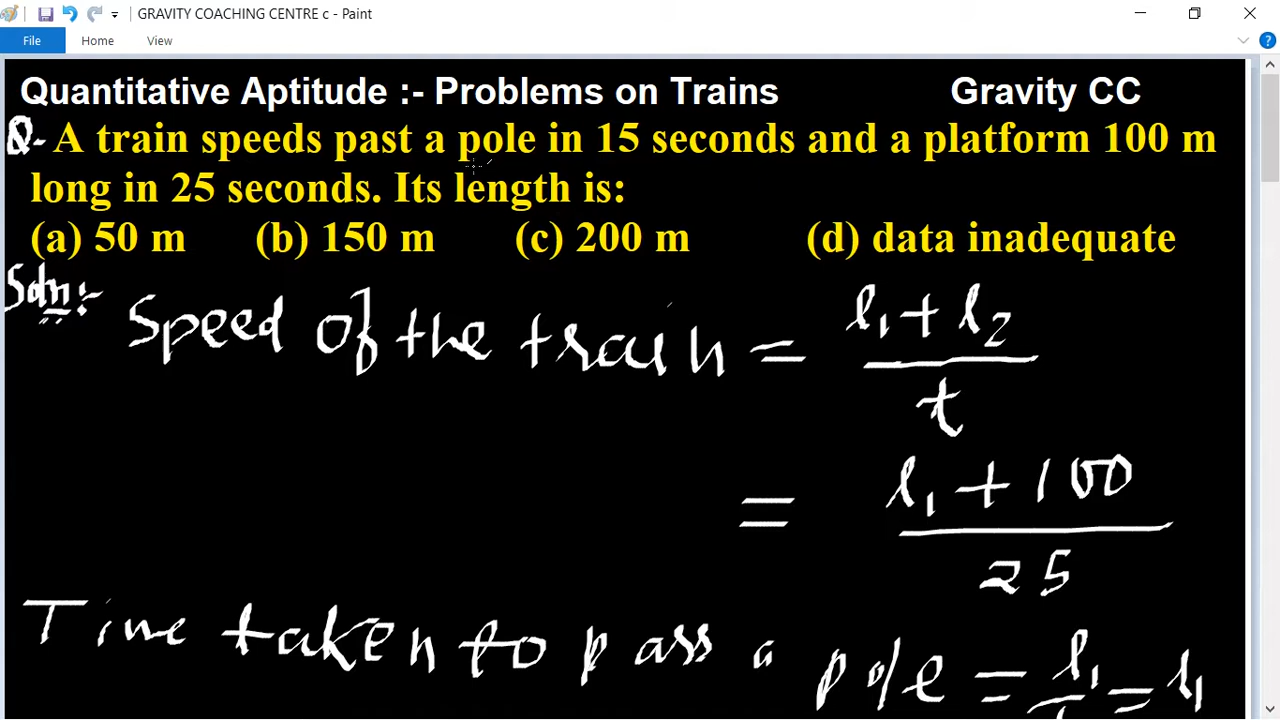 GRAVITY COACHING CENTRE c - Paint
File Home View
Quantitative Aptitude :- Problems on Trains Gravity CC
Q- A train speeds past a pole in 15 seconds and a platform 100 m
long in 25 seconds. Its length is:
(a) 50 m (b) 150 m (c) 200 m (d) data inadequate
Soln:-
Speed of the train = l₁ + l₂
t
= l₁ + 100
25
Time taken to pass a pole = l₁ = l₁